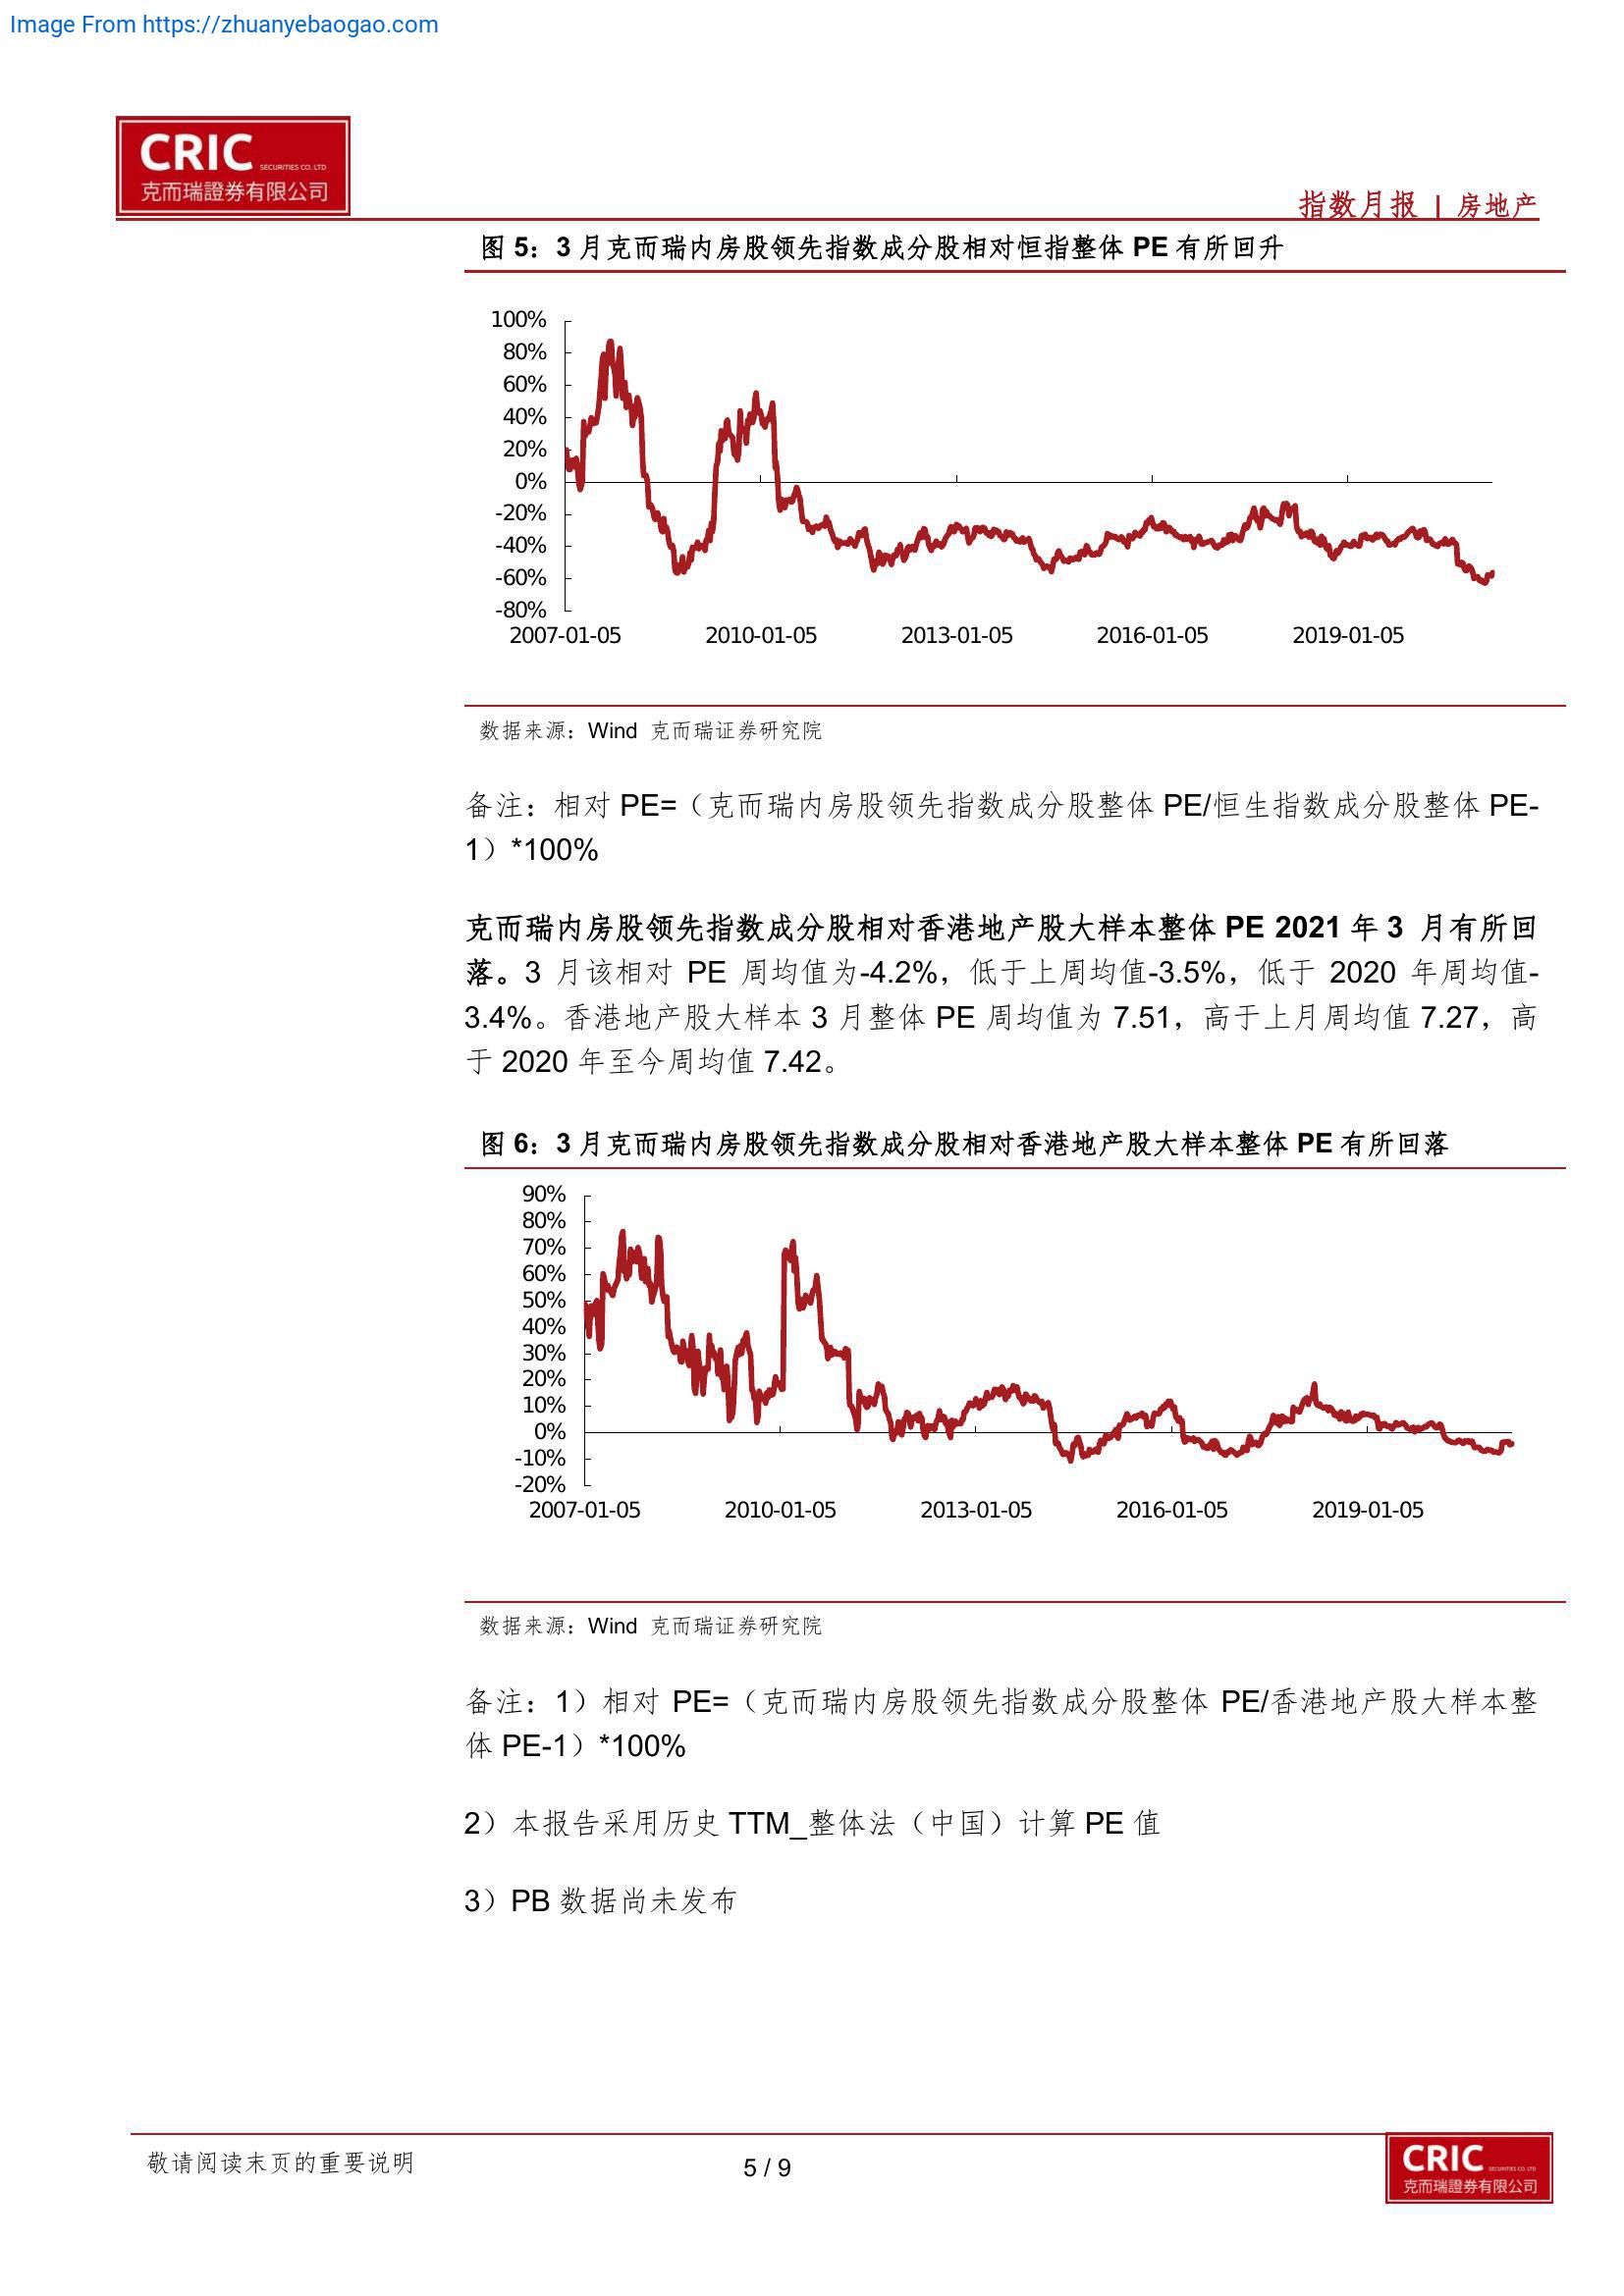 Image From https://zhuanyebaogao.com
CRIC SECURITIES CO. LTD
克而瑞證券有限公司
指数月报 | 房地产
图 5：3 月克而瑞内房股领先指数成分股相对恒指整体 PE 有所回升
100%
80%
60%
40%
20%
0%
-20%
-40%
-60%
-80%
2007-01-05 2010-01-05 2013-01-05 2016-01-05 2019-01-05
数据来源：Wind 克而瑞证券研究院
备注：相对 PE=（克而瑞内房股领先指数成分股整体 PE/恒生指数成分股整体 PE-
1）*100%
克而瑞内房股领先指数成分股相对香港地产股大样本整体 PE 2021 年 3 月有所回
落。3 月该相对 PE 周均值为-4.2%，低于上周均值-3.5%，低于 2020 年周均值-
3.4%。香港地产股大样本 3 月整体 PE 周均值为 7.51，高于上月周均值 7.27，高
于 2020 年至今周均值 7.42。
图 6：3 月克而瑞内房股领先指数成分股相对香港地产股大样本整体 PE 有所回落
90%
80%
70%
60%
50%
40%
30%
20%
10%
0%
-10%
-20%
2007-01-05 2010-01-05 2013-01-05 2016-01-05 2019-01-05
数据来源：Wind 克而瑞证券研究院
备注：1）相对 PE=（克而瑞内房股领先指数成分股整体 PE/香港地产股大样本整
体 PE-1）*100%
2）本报告采用历史 TTM_整体法（中国）计算 PE 值
3）PB 数据尚未发布
敬请阅读末页的重要说明
5 / 9
CRIC SECURITIES CO. LTD
克而瑞證券有限公司